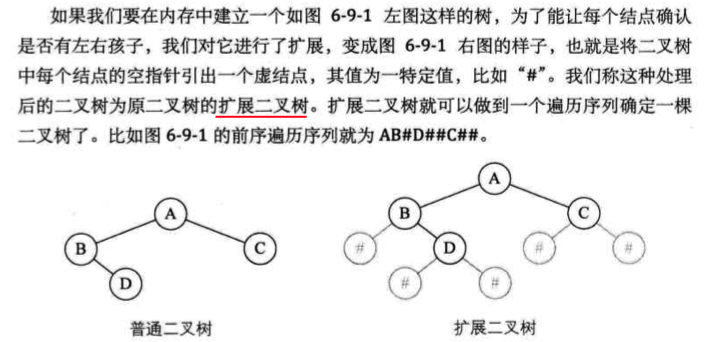 如果我们要在内存中建立一个如图 6-9-1 左图这样的树，为了能让每个结点确认
是否有左右孩子，我们对它进行了扩展，变成图 6-9-1 右图的样子，也就是将二叉树
中每个结点的空指针引出一个虚结点，其值为一特定值，比如“#”。我们称这种处理
后的二叉树为原二叉树的扩展二叉树。扩展二叉树就可以做到一个遍历序列确定一棵
二叉树了。比如图 6-9-1 的前序遍历序列就为 AB#D##C##。
A
B
C
D
普通二叉树
A
B
C
#
D
#
#
#
#
扩展二叉树